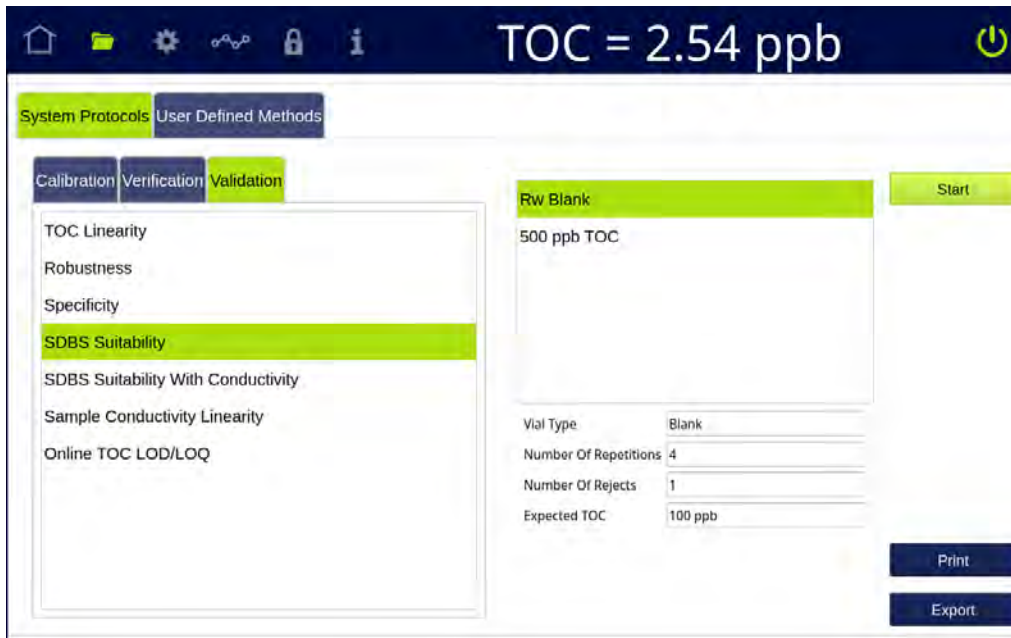 TOC = 2.54 ppb
System Protocols User Defined Methods
Calibration Verification Validation
TOC Linearity
Robustness
Specificity
SDBS Suitability
SDBS Suitability With Conductivity
Sample Conductivity Linearity
Online TOC LOD/LOQ
Rw Blank
500 ppb TOC
Vial Type Blank
Number Of Repetitions 4
Number Of Rejects 1
Expected TOC 100 ppb
Start
Print
Export